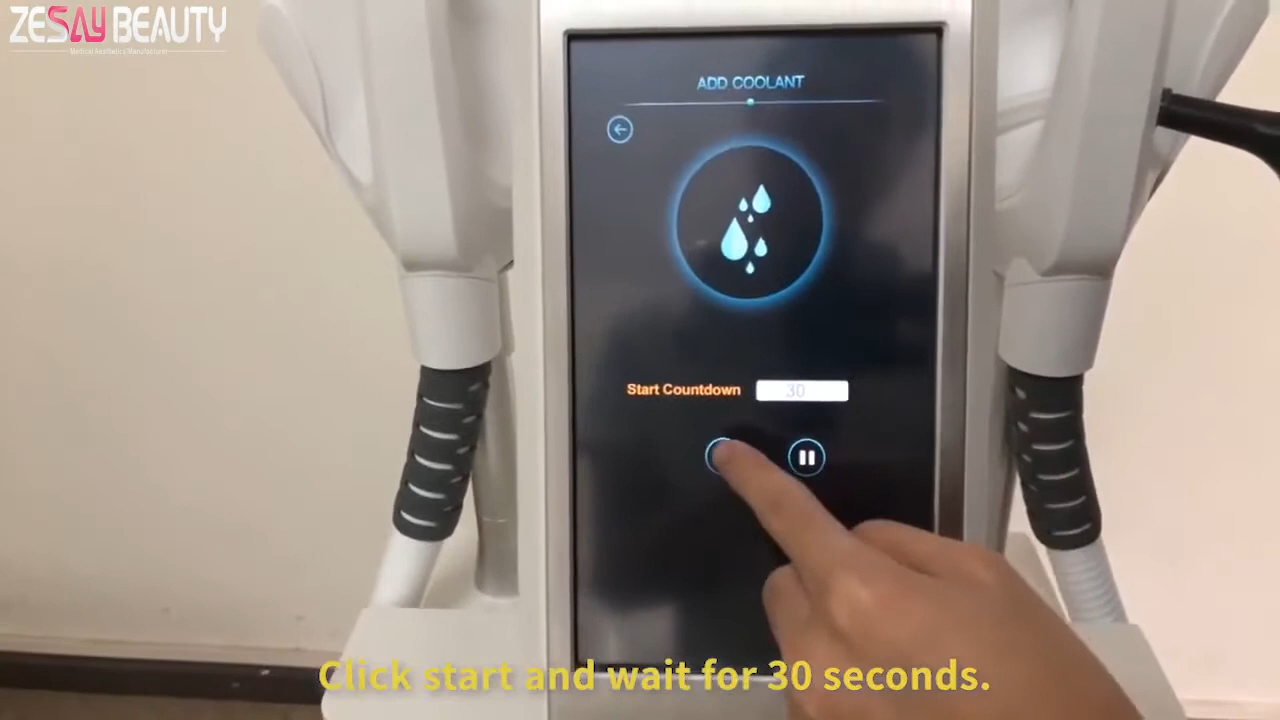 ZESAY BEAUTY
Medical Aesthetics Manufacturer
ADD COOLANT
Start Countdown 30
Click start and wait for 30 seconds.